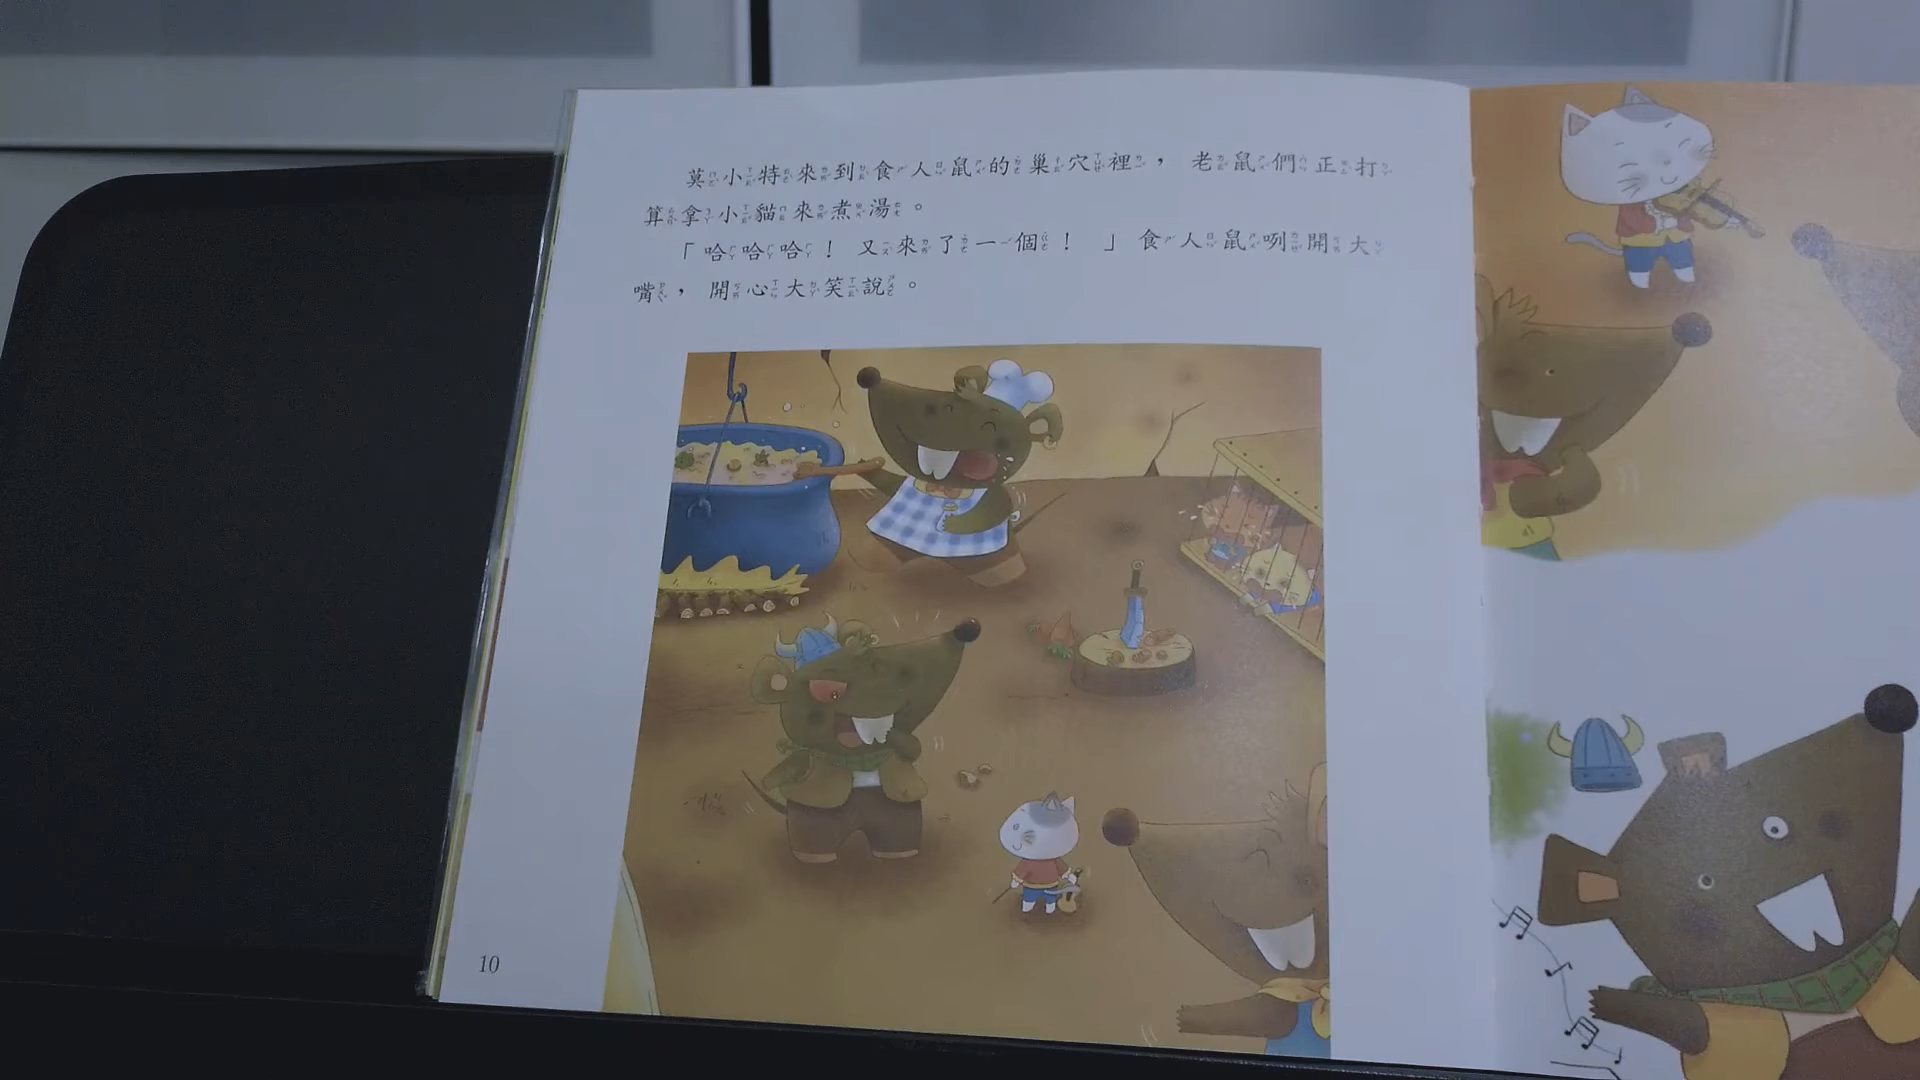 莫小特來到食人鼠的巢穴裡，老鼠們正打
算拿小貓來煮湯。
「哈哈哈！又來了一個！」食人鼠咧開大
嘴，開心大笑說。
10